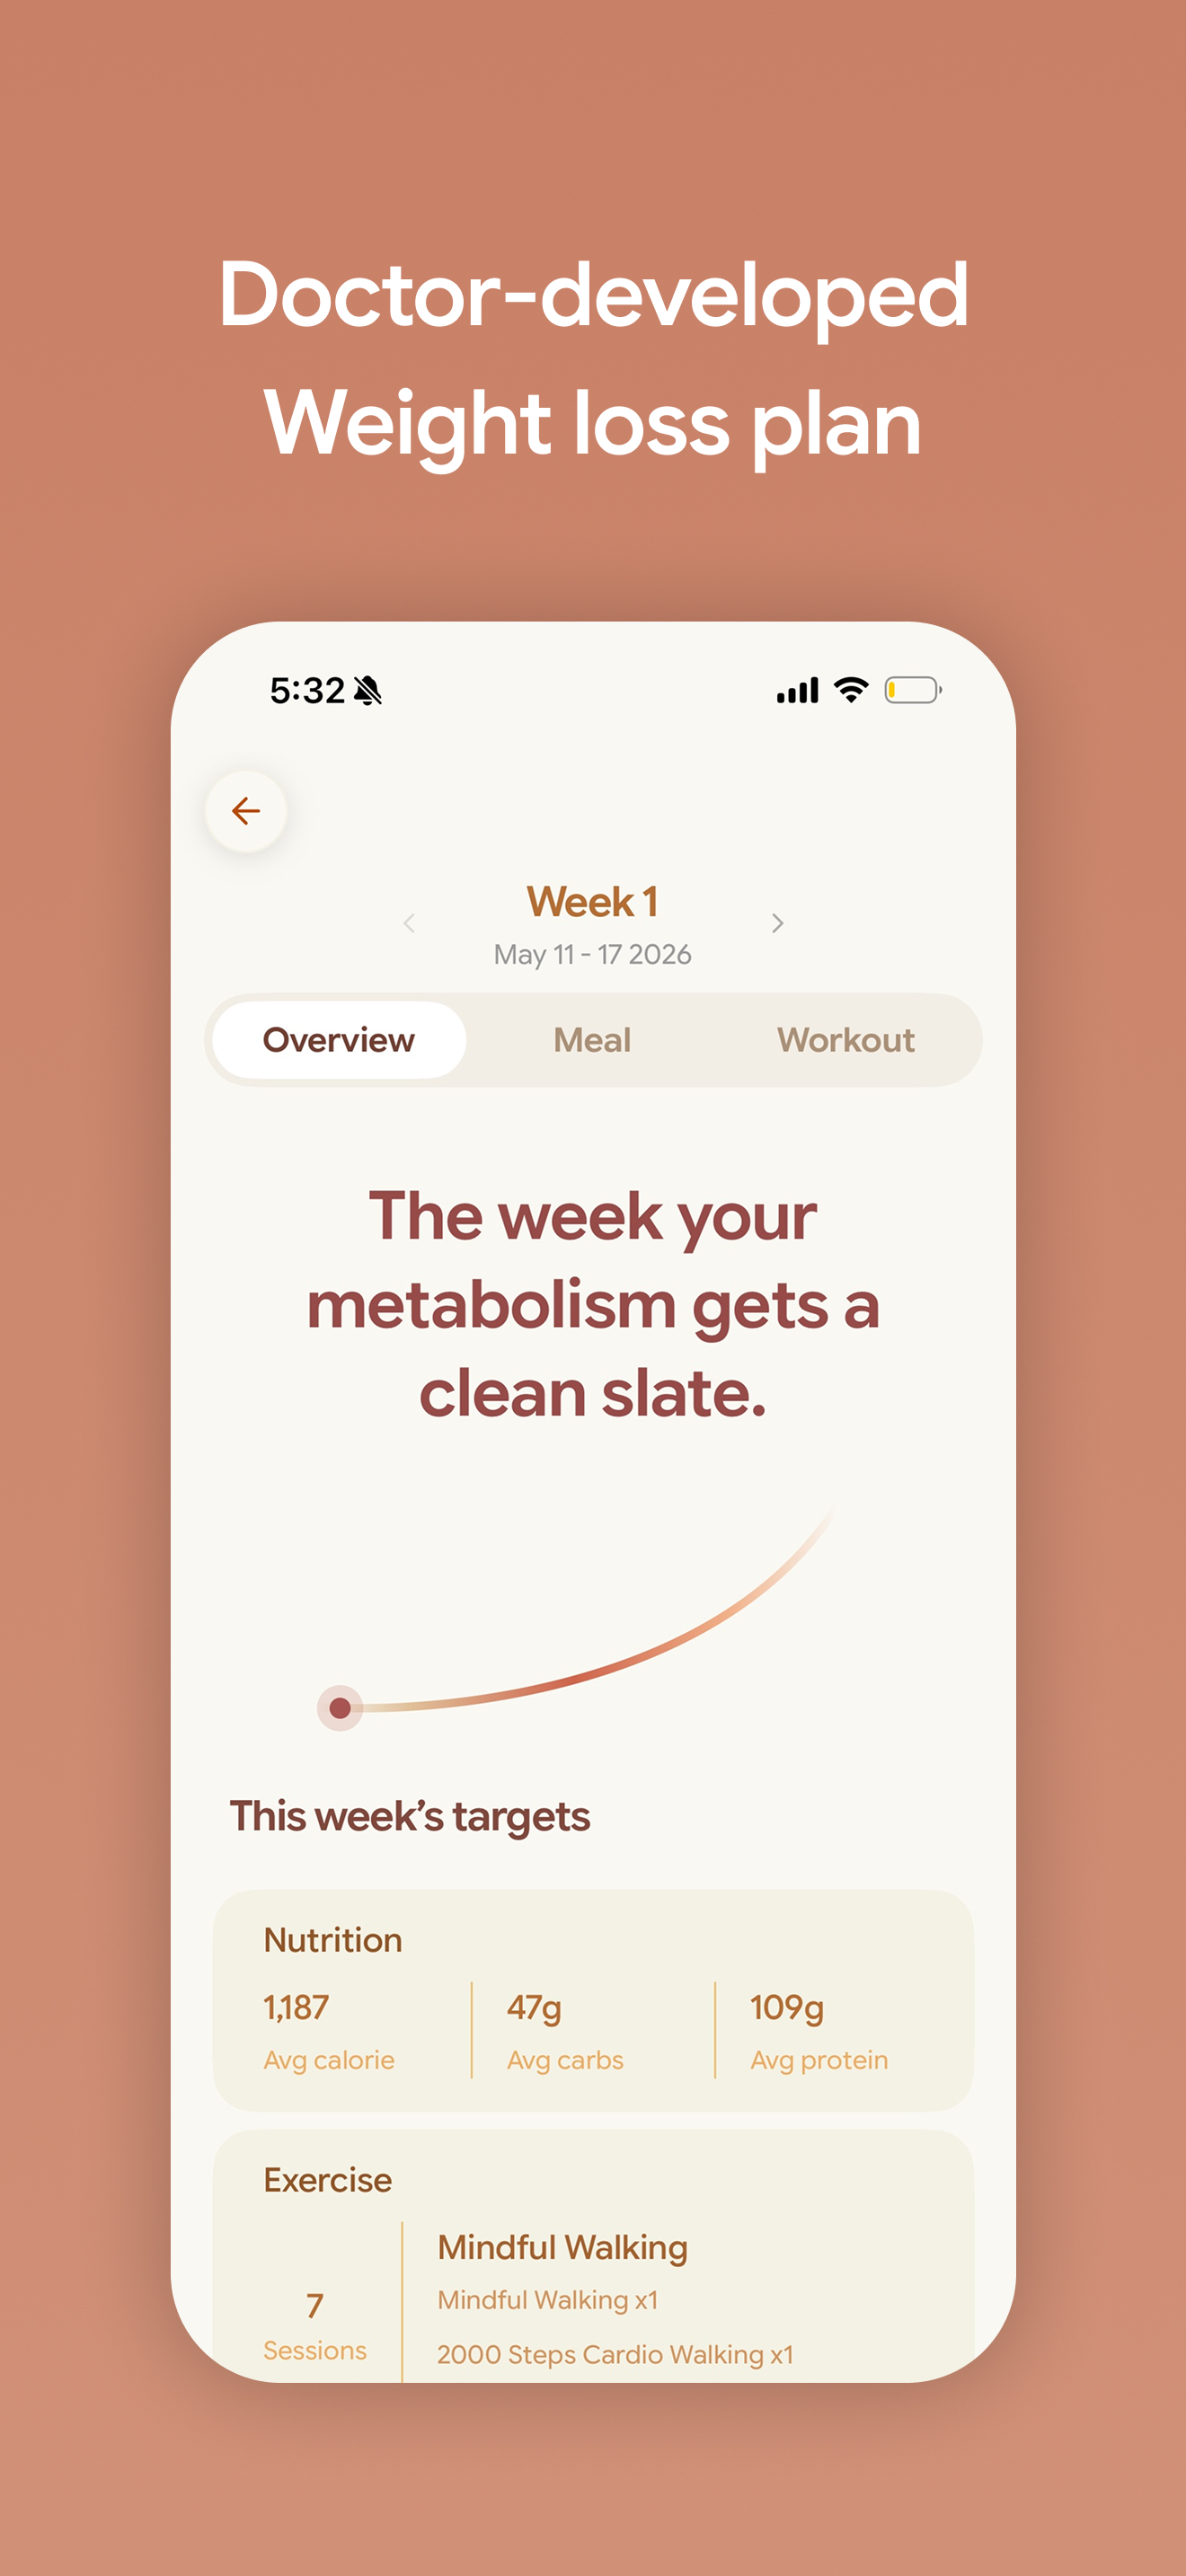 Doctor-developed
Weight loss plan
5:32
Week 1
May 11 - 17 2026
Overview Meal Workout
The week your
metabolism gets a
clean slate.
This week’s targets
Nutrition
1,187 47g 109g
Avg calorie Avg carbs Avg protein
Exercise
Mindful Walking
Mindful Walking x1
7
Sessions
2000 Steps Cardio Walking x1